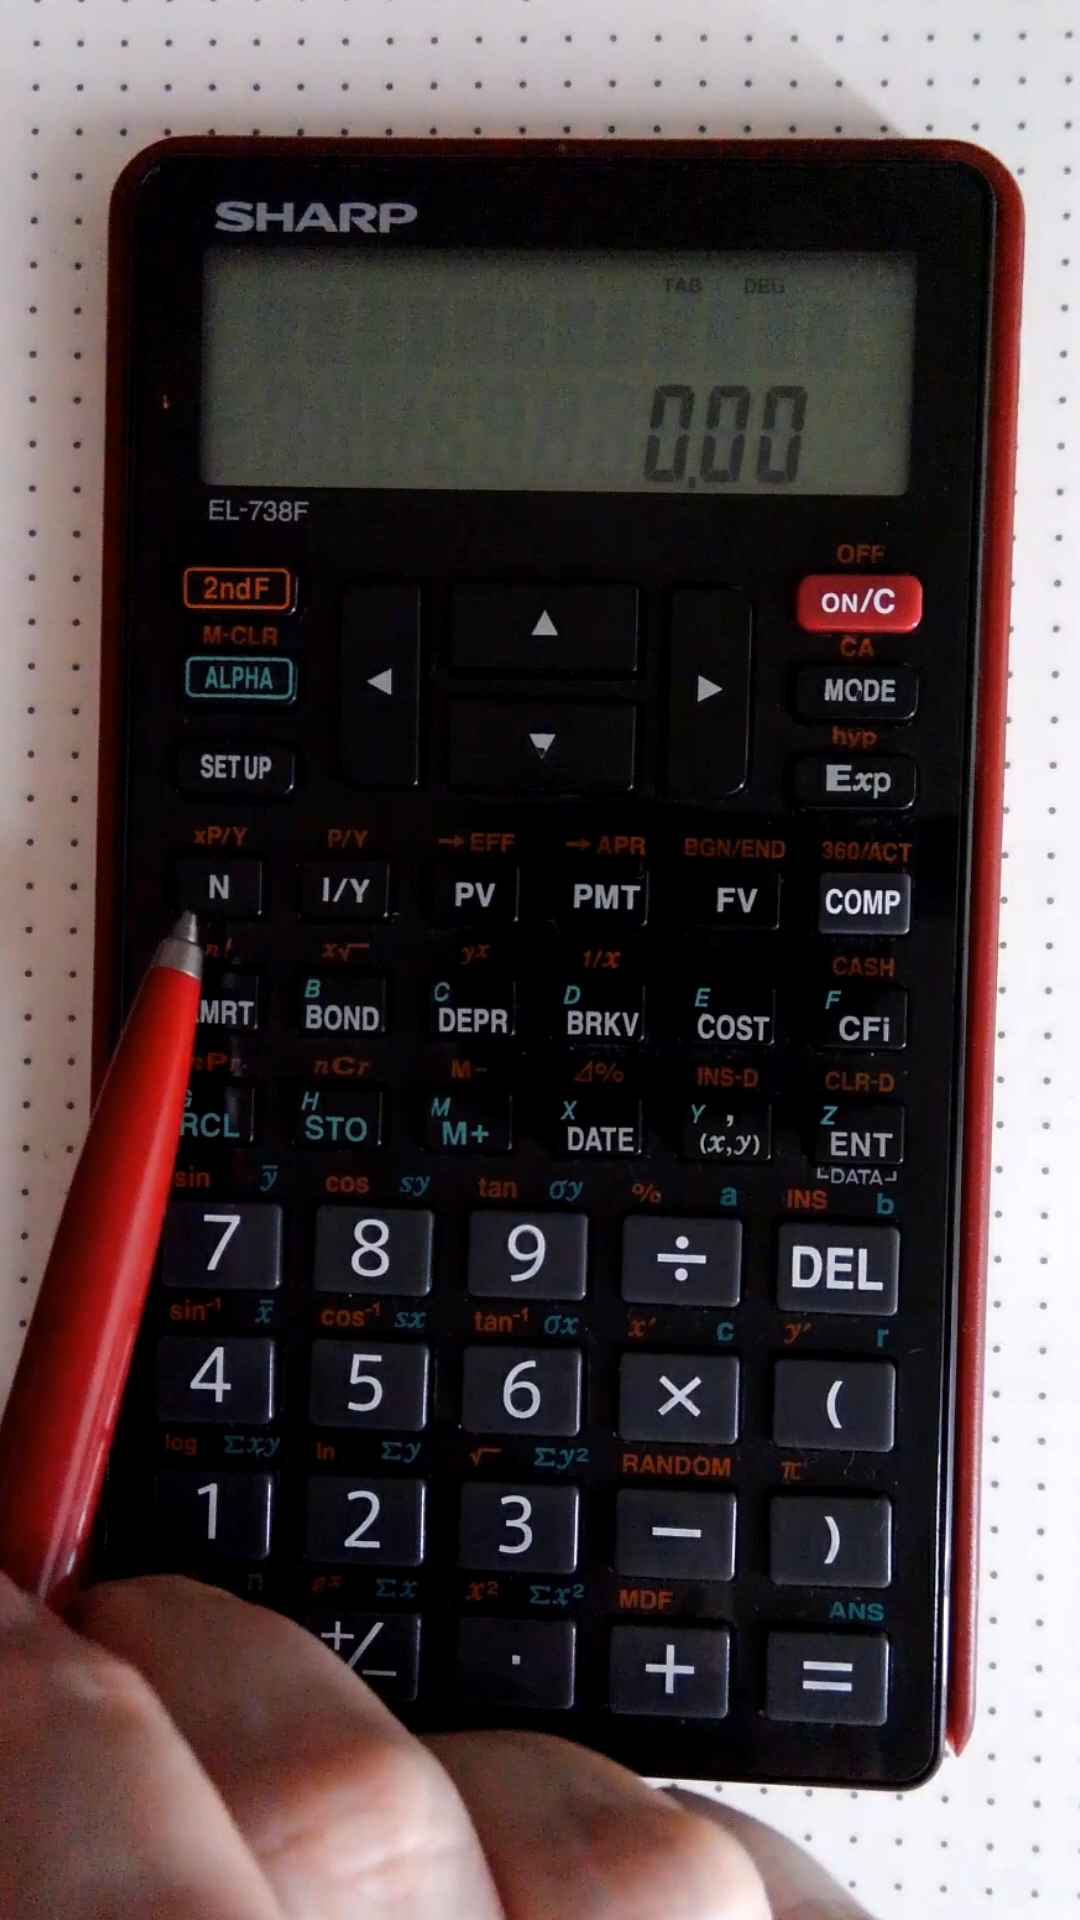 SHARP
TAB DEG
0.00
EL-738F
OFF
2ndF ▲ ON/C
M-CLR CA
ALPHA ◀ ▶ MODE
hyp
SET UP ▼ Exp
xP/Y P/Y →EFF →APR BGN/END 360/ACT
N I/Y PV PMT FV COMP
n! x√ yx 1/x CASH
B C D E F
MRT BOND DEPR BRKV COST CFi
nPr nCr M- ⊿% INS-D CLR-D
G H M X Y , Z
RCL STO M+ DATE (x,y) ENT
DATA
sin ȳ cos sy tan σy % a INS b
7 8 9 ÷ DEL
sin-1 x̄ cos-1 sx tan-1 σx x' c y' r
4 5 6 × (
log Σxy ln Σy √ Σy2 RANDOM π
1 2 3 − )
n ex Σx x2 Σx2 MDF ANS
+/− . + =